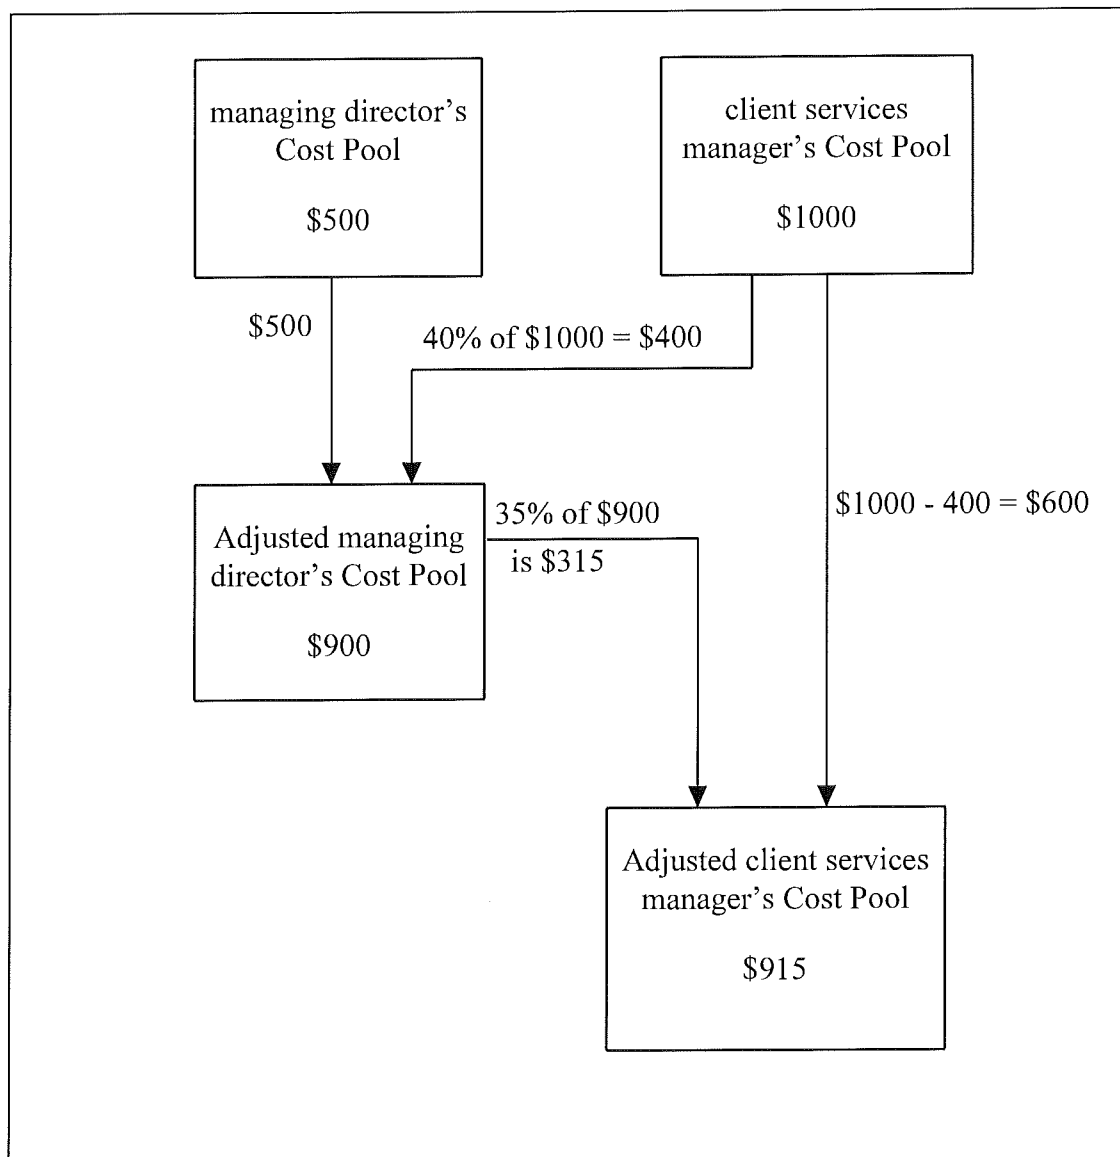 managing director's
Cost Pool
$500
client services
manager's Cost Pool
$1000
$500
40% of $1000 = $400
Adjusted managing
director's Cost Pool
$900
35% of $900
is $315
$1000 - 400 = $600
Adjusted client services
manager's Cost Pool
$915